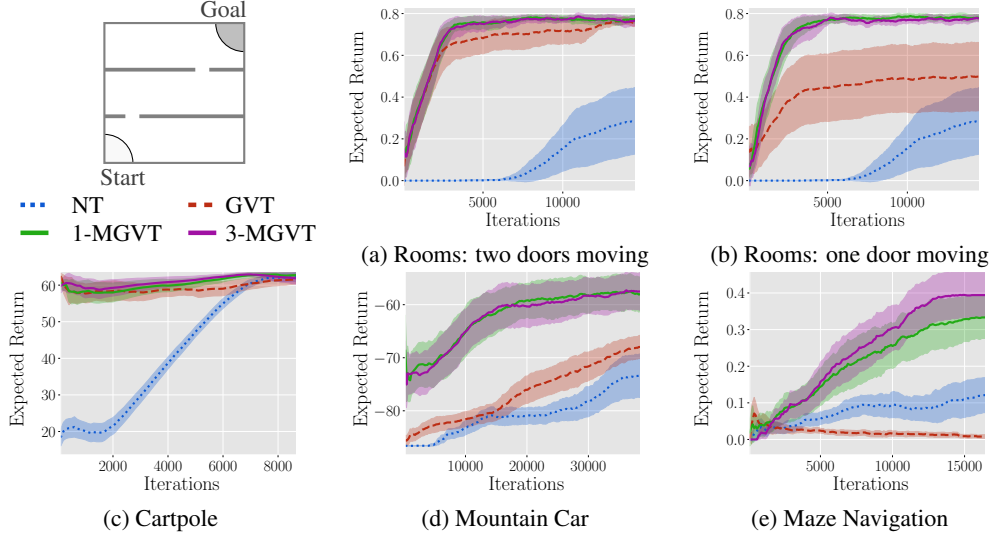 Goal
Start
NT
GVT
1-MGVT
3-MGVT
Expected Return
0.8
0.6
0.4
0.2
0.0
5000 10000
Iterations
(a) Rooms: two doors moving
Expected Return
0.8
0.6
0.4
0.2
0.0
5000 10000
Iterations
(b) Rooms: one door moving
Expected Return
60
50
40
30
20
2000 4000 6000 8000
Iterations
(c) Cartpole
Expected Return
−60
−70
−80
10000 20000 30000
Iterations
(d) Mountain Car
Expected Return
0.4
0.3
0.2
0.1
0.0
5000 10000 15000
Iterations
(e) Maze Navigation